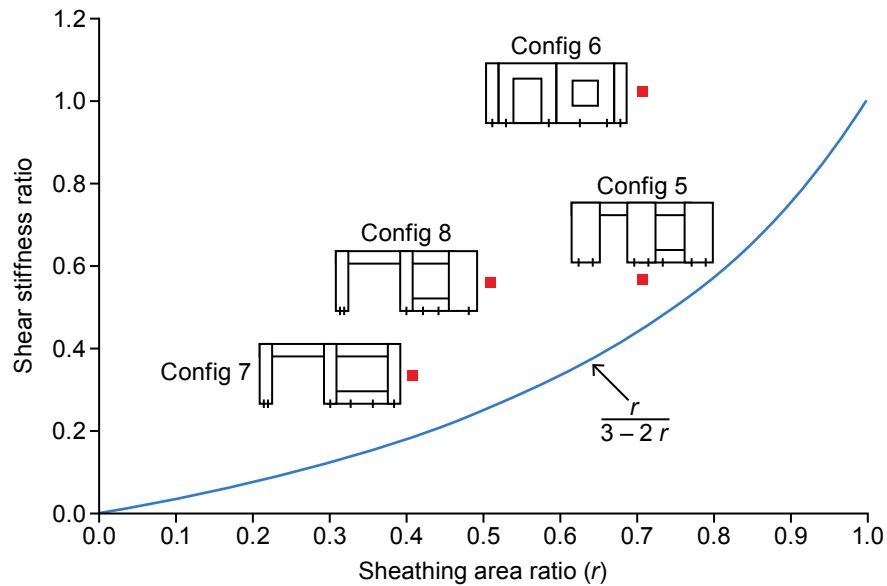 Shear stiffness ratio
1.2
1.0
0.8
0.6
0.4
0.2
0.0
Config 6
Config 5
Config 8
Config 7
r
3 – 2 r
0.0 0.1 0.2 0.3 0.4 0.5 0.6 0.7 0.8 0.9 1.0
Sheathing area ratio (r)